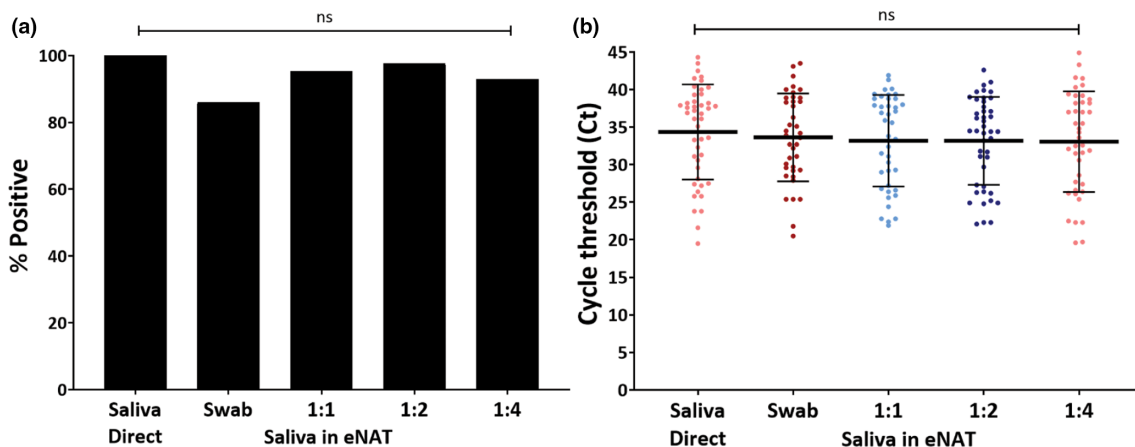 (a)
ns
% Positive
100
80
60
40
20
0
Saliva Direct
Swab
1:1
1:2
1:4
Saliva in eNAT
(b)
ns
Cycle threshold (Ct)
45
40
35
30
25
20
15
10
5
0
Saliva Direct
Swab
1:1
1:2
1:4
Saliva in eNAT